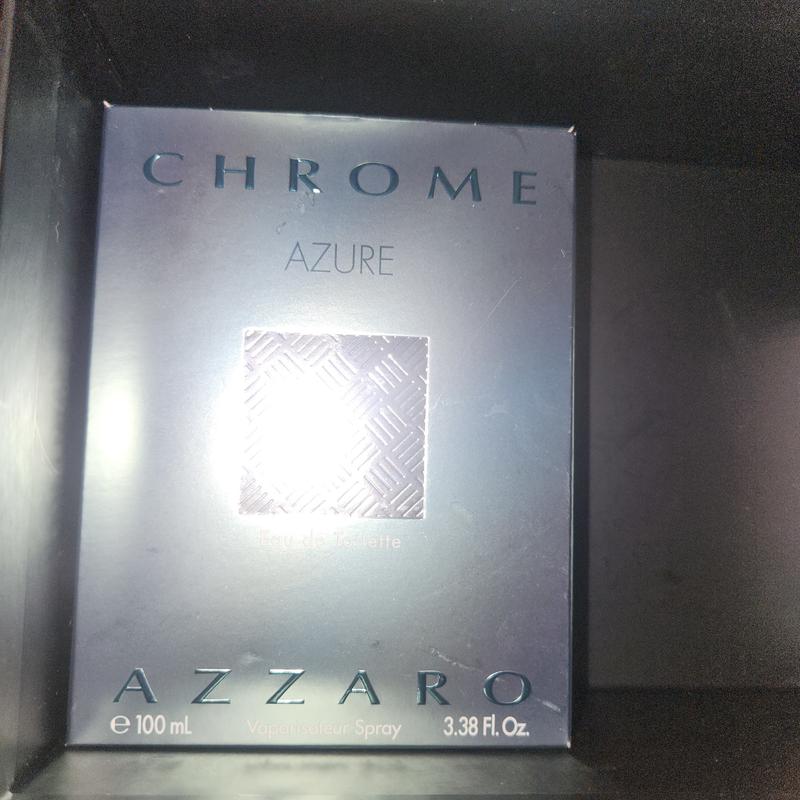 CHROME
AZURE
Eau de Toilette
AZZARO
℮ 100 mL Vaporisateur Spray 3.38 Fl. Oz.